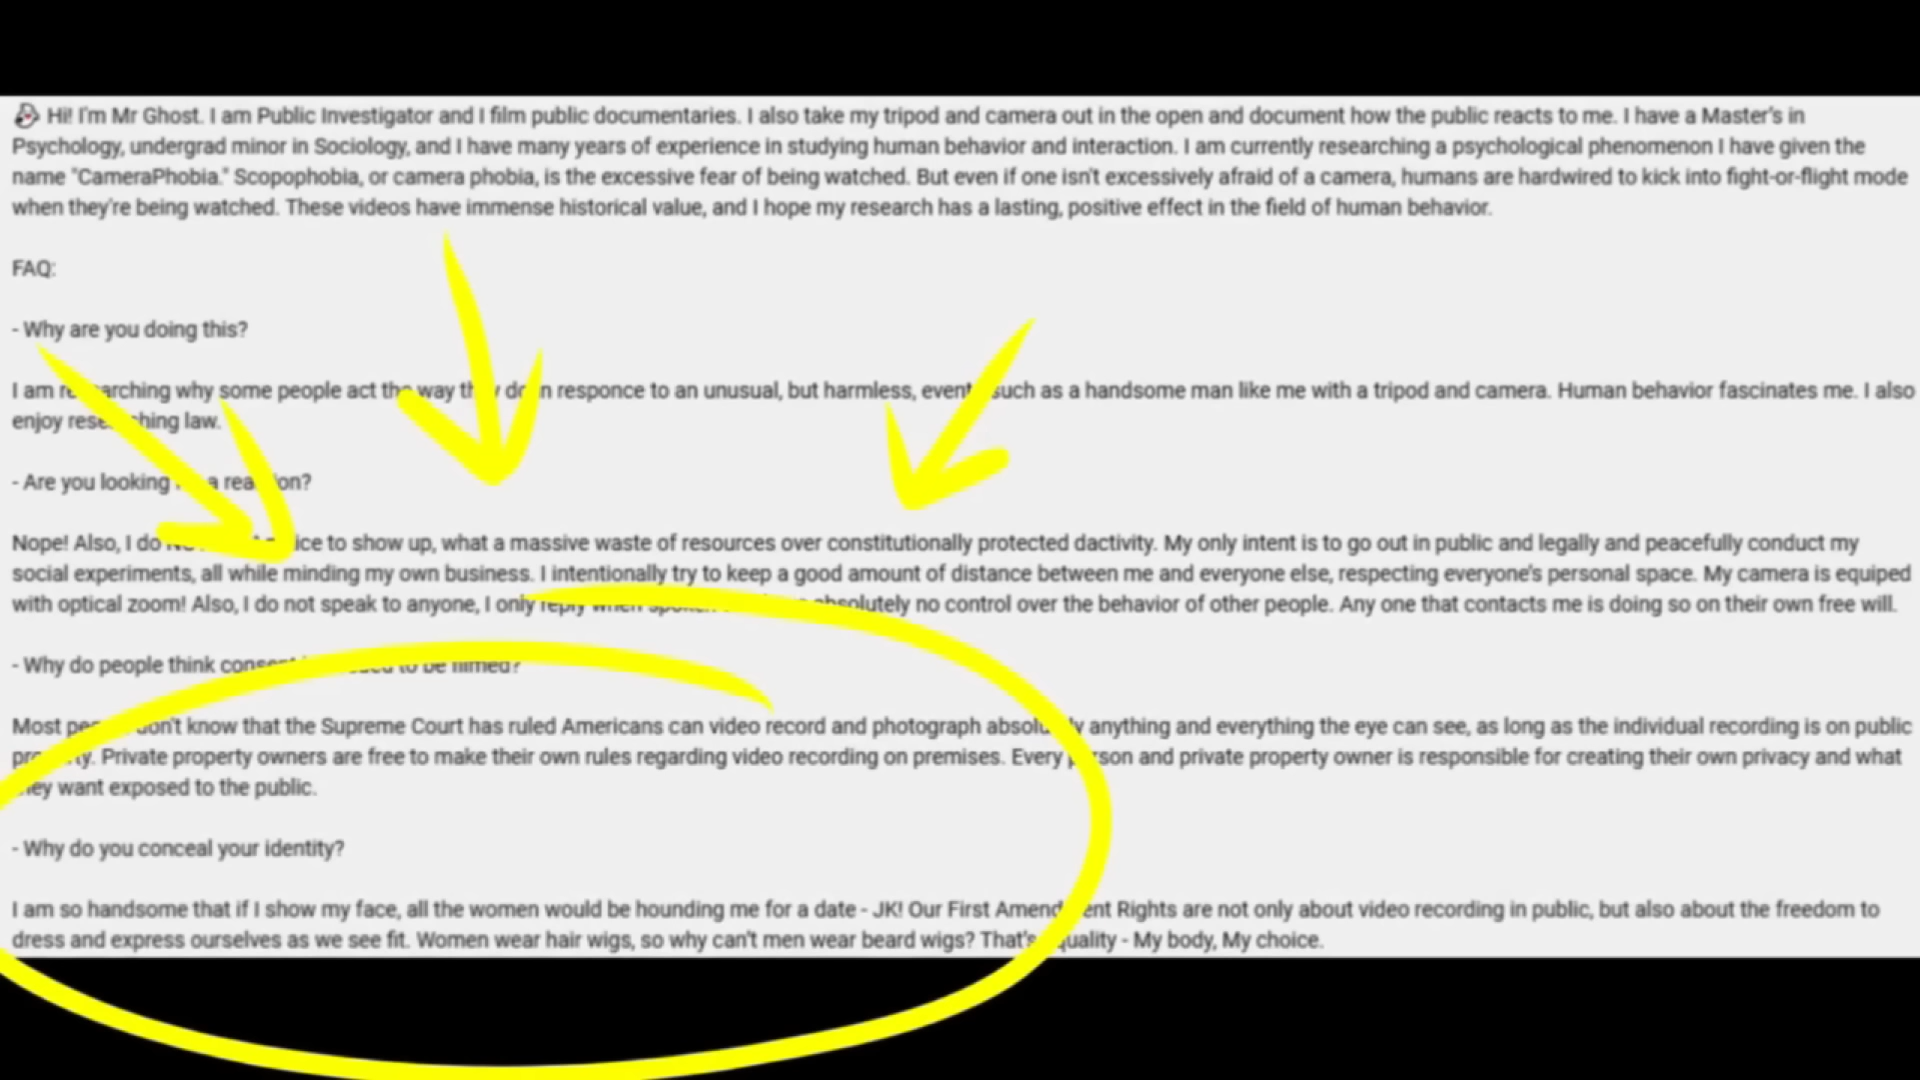 Hi! I'm Mr Ghost. I am Public Investigator and I film public documentaries. I also take my tripod and camera out in the open and document how the public reacts to me. I have a Master's in
Psychology, undergrad minor in Sociology, and I have many years of experience in studying human behavior and interaction. I am currently researching a psychological phenomenon I have given the
name "CameraPhobia." Scopophobia, or camera phobia, is the excessive fear of being watched. But even if one isn't excessively afraid of a camera, humans are hardwired to kick into fight-or-flight mode
when they're being watched. These videos have immense historical value, and I hope my research has a lasting, positive effect in the field of human behavior.
FAQ:
- Why are you doing this?
I am why some people act the way responce to an unusual, but harmless, event such as a handsome man like me with a tripod and camera. Human behavior fascinates me. I also
enjoy law.
- Are you looking a
Nope! Also, I do to show up, what a massive waste of resources over constitutionally protected dactivity. My only intent is to go out in public and legally and peacefully conduct my
social experiments, all while minding my own business. I intentionally try to keep a good amount of distance between me and everyone else, respecting everyone's personal space. My camera is equiped
with optical zoom! Also, I do not speak to anyone, I only reply when absolutely no control over the behavior of other people. Any one that contacts me is doing so on their own free will.
- Why do people think to be filmed?
Most don't know that the Supreme Court has ruled Americans can video record and photograph absolutely anything and everything the eye can see, as long as the individual recording is on public
property. Private property owners are free to make their own rules regarding video recording on premises. Every person and private property owner is responsible for creating their own privacy and what
they want exposed to the public.
- Why do you conceal your identity?
I am so handsome that if I show my face, all the women would be hounding me for a date - JK! Our First Amendment Rights are not only about video recording in public, but also about the freedom to
dress and express ourselves as we see fit. Women wear hair wigs, so why can't men wear beard wigs? That's equality - My body, My choice.